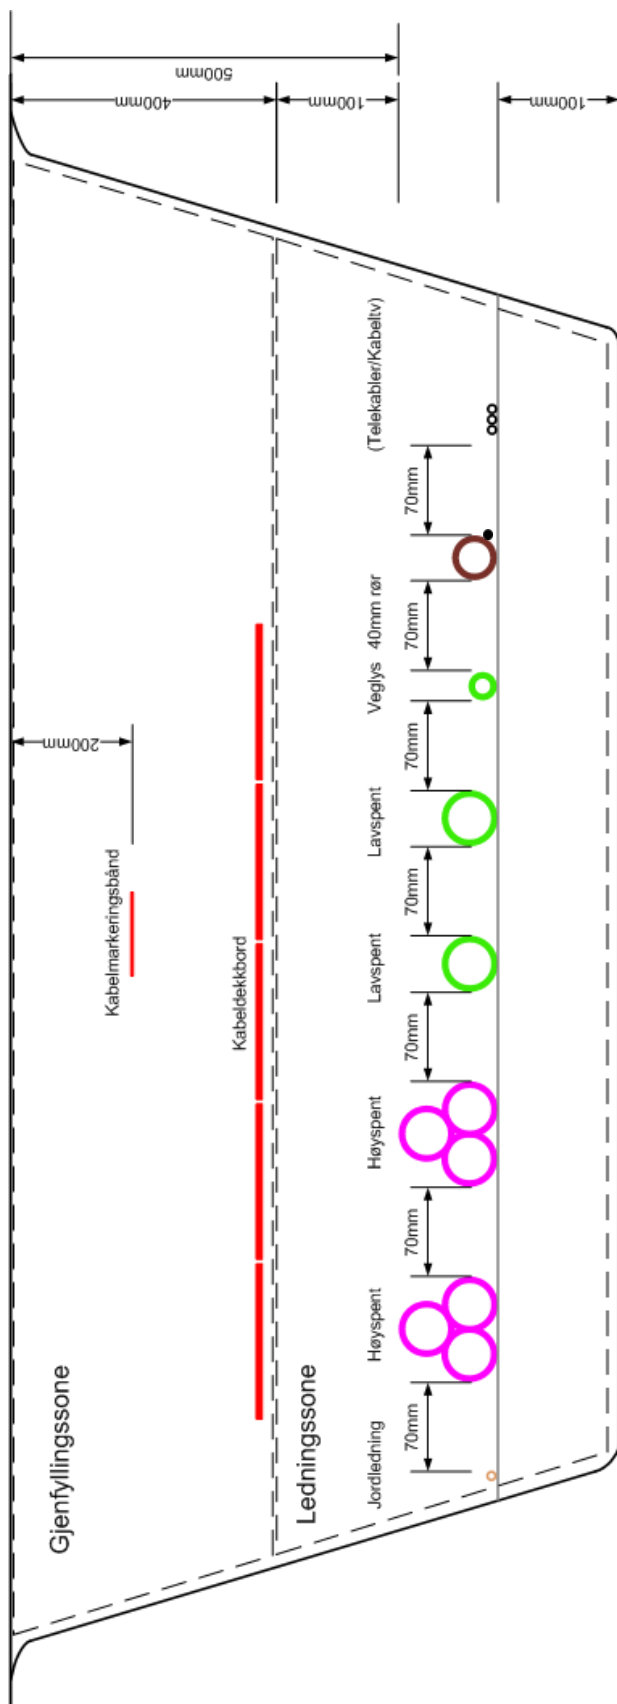 Gjenfyllingssone
Kabelmarkeringsbånd
200mm
400mm
500mm
Kabeldekkbord
Ledningssone
100mm
Jordledning
Høyspent
Høyspent
Lavspent
Lavspent
Veglys
40mm rør
(Telekabler/Kabeltv)
70mm
70mm
70mm
70mm
70mm
70mm
70mm
100mm